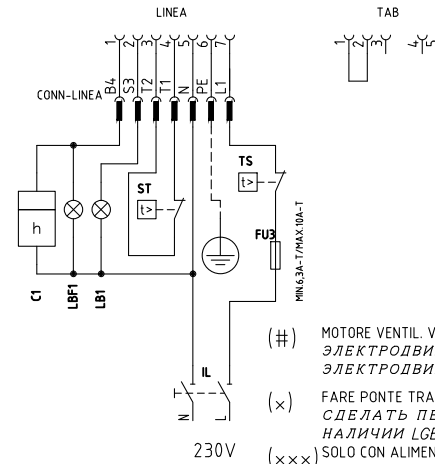 LINEA
TAB
1 2 3 4 5 6 7
1 2 3 4 5
B4 S3 T2 T1 N PE L1
CONN-LINEA
TS
t>
ST
t>
h
FU3
MIN.6,3A-T/MAX.10A-T
C1
LBF1
LB1
IL
N
L
230V
(#) MOTORE VENTIL. V
ЭЛЕКТРОДВИ
ЭЛЕКТРОДВИ
(x) FARE PONTE TRA
СДЕЛАТЬ ПЕ
НАЛИЧИИ LGB
(xxx) SOLO CON ALIMEN